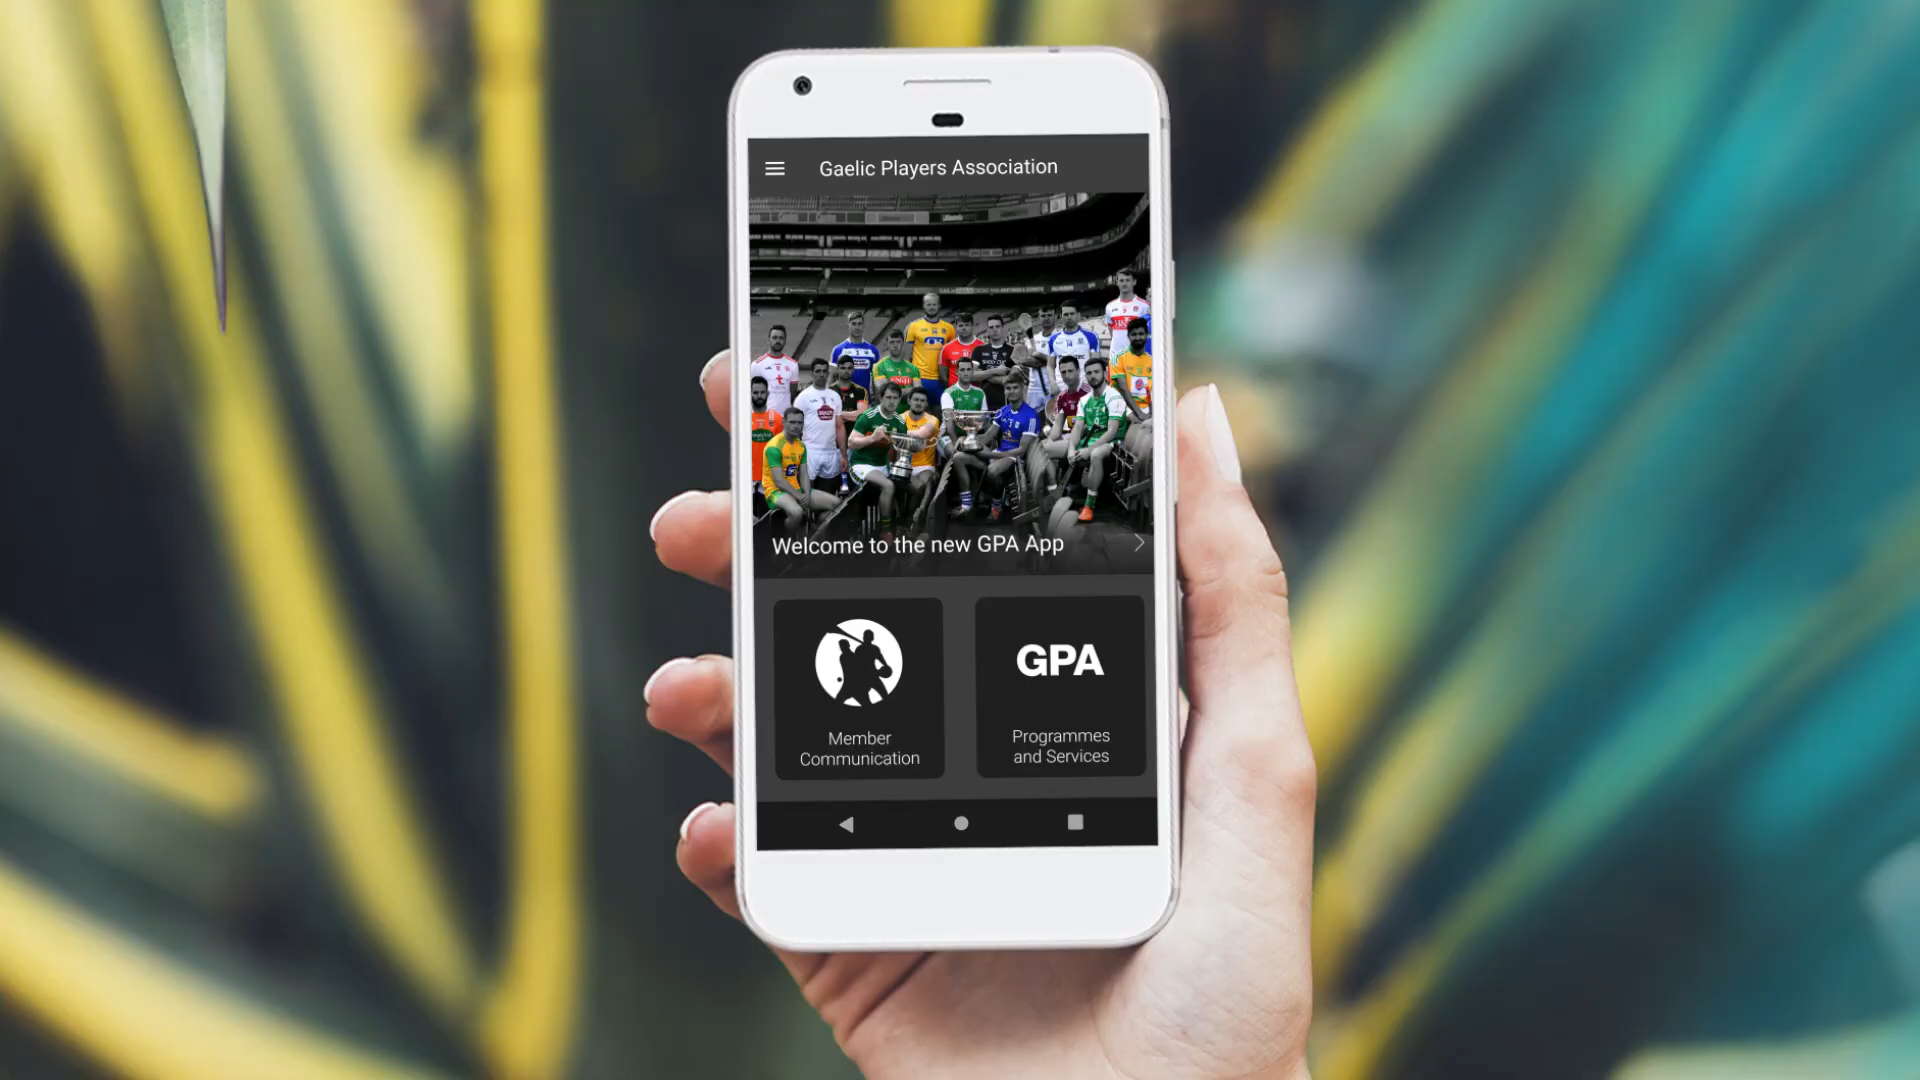 Gaelic Players Association
Welcome to the new GPA App
GPA
Member
Communication
Programmes
and Services